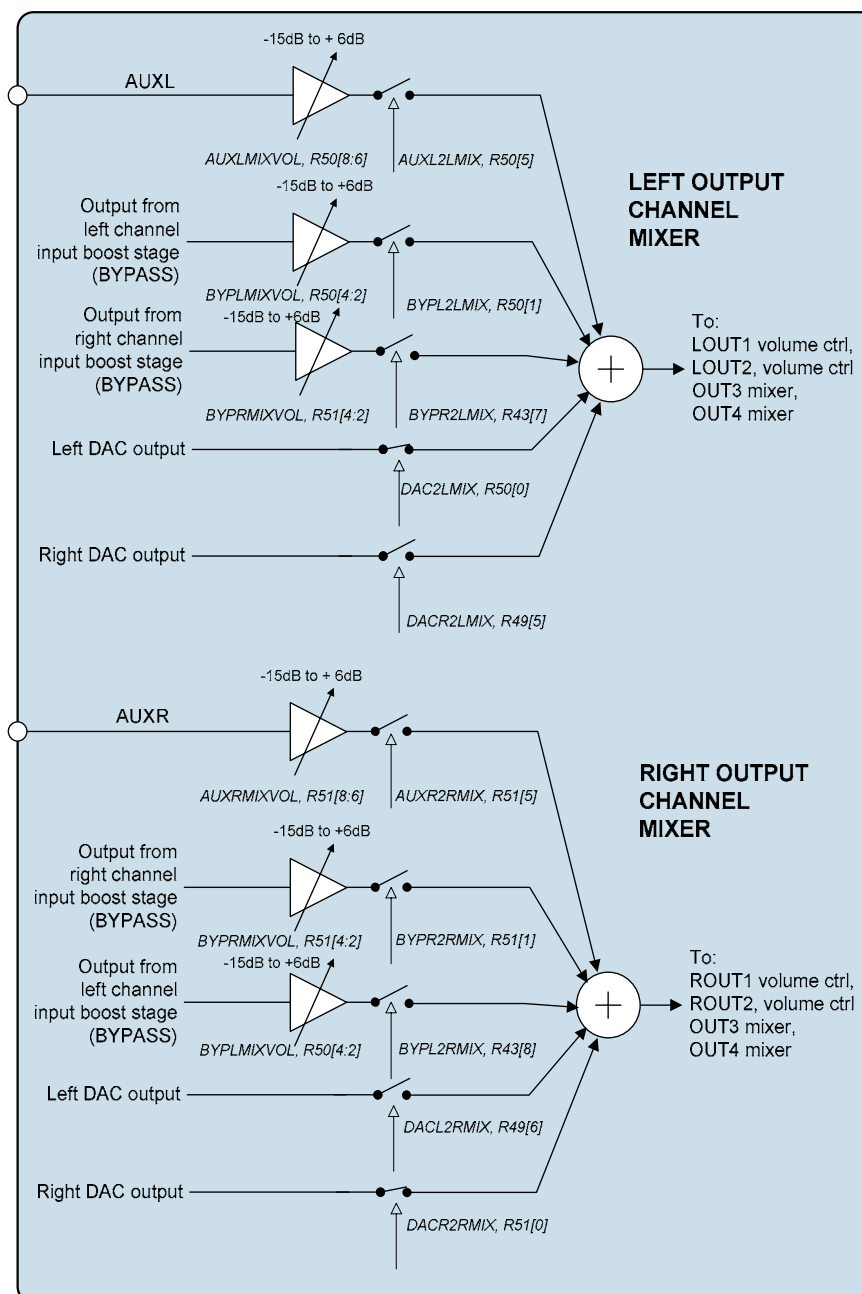 -15dB to + 6dB
AUXL
AUXLMIXVOL, R50[8:6]
AUXL2LMIX, R50[5]
LEFT OUTPUT
CHANNEL
MIXER
-15dB to +6dB
Output from
left channel
input boost stage
(BYPASS)
BYPLMIXVOL, R50[4:2]
BYPL2LMIX, R50[1]
-15dB to +6dB
Output from
right channel
input boost stage
(BYPASS)
BYPRMIXVOL, R51[4:2]
BYPR2LMIX, R43[7]
To:
LOUT1 volume ctrl,
LOUT2, volume ctrl
OUT3 mixer,
OUT4 mixer
Left DAC output
DAC2LMIX, R50[0]
Right DAC output
DACR2LMIX, R49[5]
-15dB to + 6dB
AUXR
AUXRMIXVOL, R51[8:6]
AUXR2RMIX, R51[5]
RIGHT OUTPUT
CHANNEL
MIXER
-15dB to +6dB
Output from
right channel
input boost stage
(BYPASS)
BYPRMIXVOL, R51[4:2]
BYPR2RMIX, R51[1]
-15dB to +6dB
Output from
left channel
input boost stage
(BYPASS)
BYPLMIXVOL, R50[4:2]
BYPL2RMIX, R43[8]
To:
ROUT1 volume ctrl,
ROUT2, volume ctrl
OUT3 mixer,
OUT4 mixer
Left DAC output
DACL2RMIX, R49[6]
Right DAC output
DACR2RMIX, R51[0]